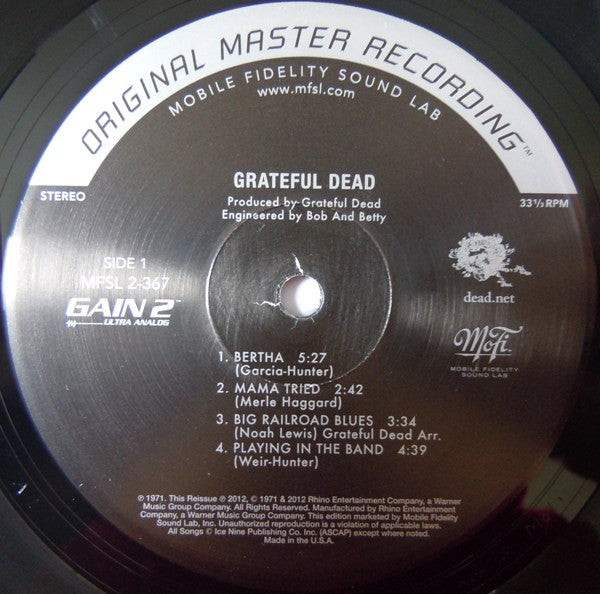 ORIGINAL MASTER RECORDING™
MOBILE FIDELITY SOUND LAB
www.mfsl.com
GRATEFUL DEAD
STEREO
33⅓ RPM
Produced by Grateful Dead
Engineered by Bob And Betty
SIDE 1
MFSL 2-367
GAIN 2™
ULTRA ANALOG
dead.net
MoFi
MOBILE FIDELITY
SOUND LAB
1. BERTHA 5:27
(Garcia-Hunter)
2. MAMA TRIED 2:42
(Merle Haggard)
3. BIG RAILROAD BLUES 3:34
(Noah Lewis) Grateful Dead Arr.
4. PLAYING IN THE BAND 4:39
(Weir-Hunter)
℗ 1971. This Reissue ℗ 2012, © 1971 & 2012 Rhino Entertainment Company, a Warner
Music Group Company. All Rights Reserved. Manufactured by Rhino Entertainment
Company, a Warner Music Group Company. This edition marketed by Mobile Fidelity
Sound Lab, Inc. Unauthorized reproduction is a violation of applicable laws.
All Songs © Ice Nine Publishing Co. Inc. (ASCAP) except where noted.
Made in the U.S.A.